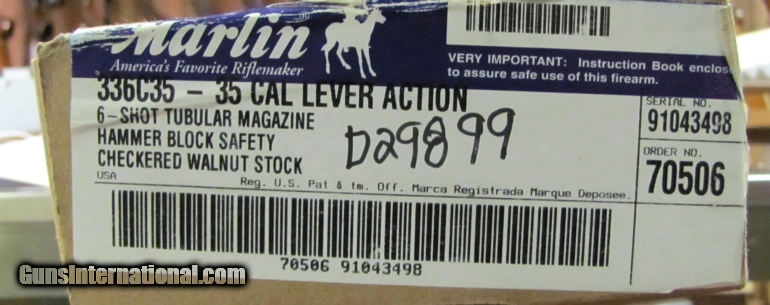 Marlin
America's Favorite Riflemaker
VERY IMPORTANT: Instruction Book enclos
to assure safe use of this firearm.
336C35 - 35 CAL LEVER ACTION
6-SHOT TUBULAR MAGAZINE
HAMMER BLOCK SAFETY
CHECKERED WALNUT STOCK
D29899
SERIAL NO.
91043498
ORDER NO.
70506
USA
Reg. U.S. Pat & tm. Off. Marca Registrada Marque Deposee.
70506 91043498
GunsInternational.com